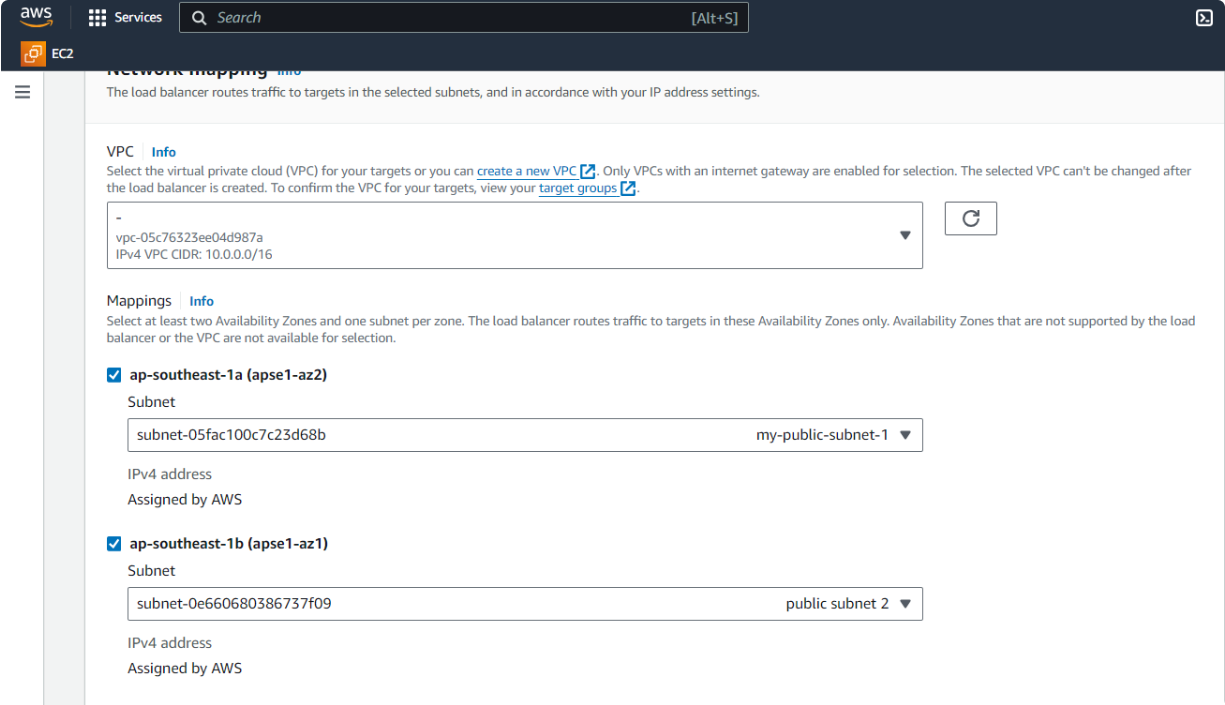 aws
Services
Search
[Alt+S]
EC2
Network mapping Info
The load balancer routes traffic to targets in the selected subnets, and in accordance with your IP address settings.
VPC Info
Select the virtual private cloud (VPC) for your targets or you can create a new VPC. Only VPCs with an internet gateway are enabled for selection. The selected VPC can't be changed after
the load balancer is created. To confirm the VPC for your targets, view your target groups.
-
vpc-05c76323ee04d987a
IPv4 VPC CIDR: 10.0.0.0/16
Mappings Info
Select at least two Availability Zones and one subnet per zone. The load balancer routes traffic to targets in these Availability Zones only. Availability Zones that are not supported by the load
balancer or the VPC are not available for selection.
ap-southeast-1a (apse1-az2)
Subnet
subnet-05fac100c7c23d68b my-public-subnet-1
IPv4 address
Assigned by AWS
ap-southeast-1b (apse1-az1)
Subnet
subnet-0e660680386737f09 public subnet 2
IPv4 address
Assigned by AWS